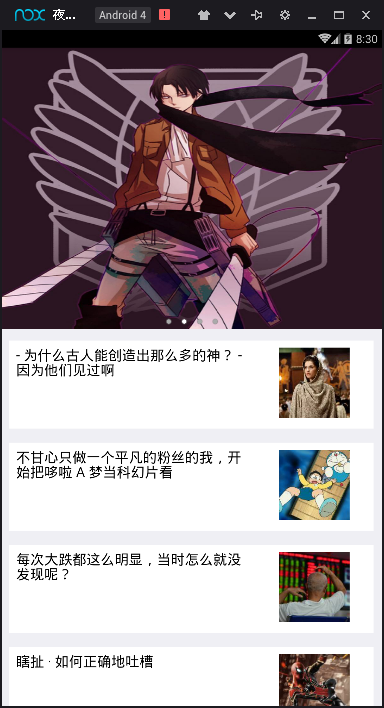 nox 夜... Android 4
8:30
- 为什么古人能创造出那么多的神？ -
因为他们见过啊
不甘心只做一个平凡的粉丝的我，开
始把哆啦 A 梦当科幻片看
每次大跌都这么明显，当时怎么就没
发现呢？
瞎扯 · 如何正确地吐槽